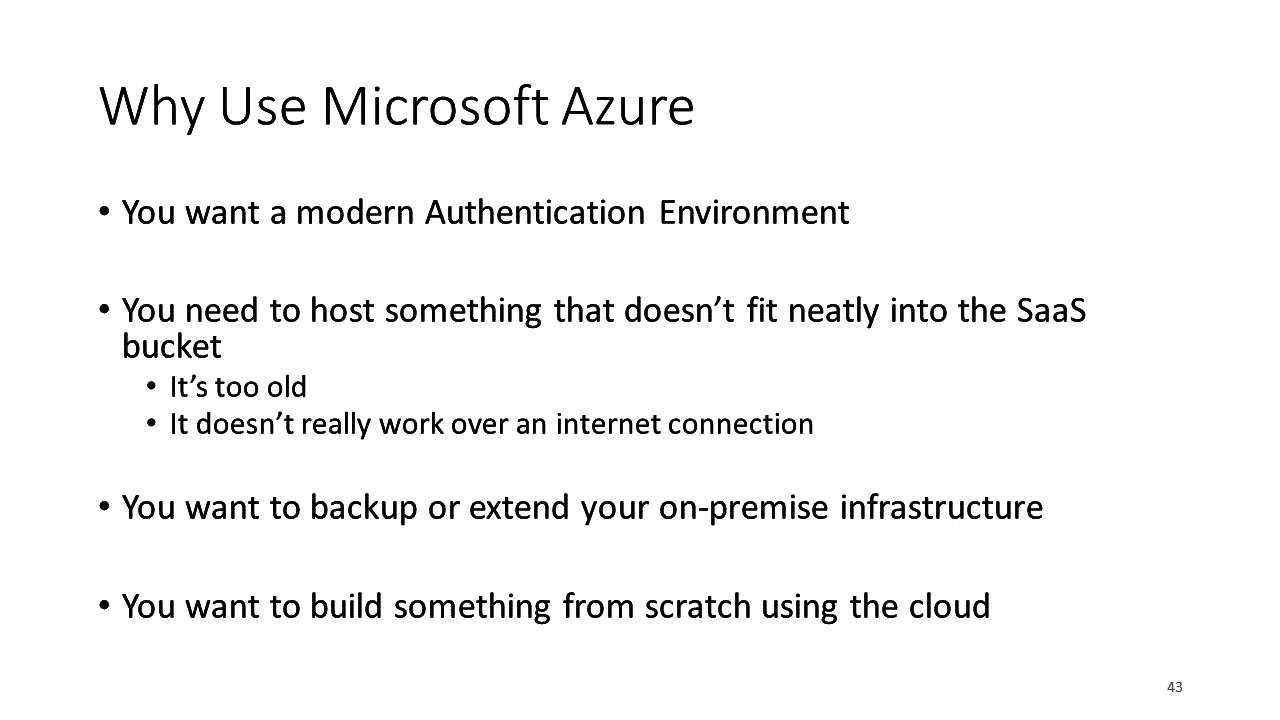 Why Use Microsoft Azure
• You want a modern Authentication Environment
• You need to host something that doesn’t fit neatly into the SaaS
bucket
• It’s too old
• It doesn’t really work over an internet connection
• You want to backup or extend your on-premise infrastructure
• You want to build something from scratch using the cloud
43